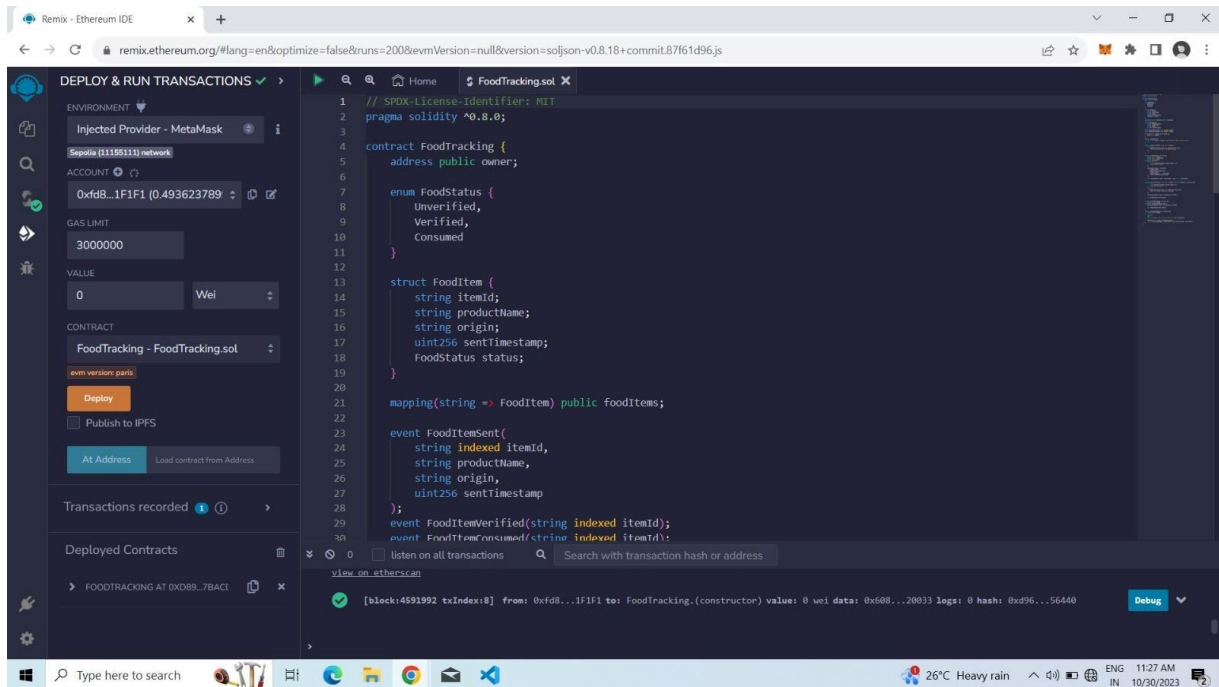 Remix - Ethereum IDE
remix.ethereum.org/#lang=en&optimize=false&runs=200&evmVersion=null&version=soljson-v0.8.18+commit.87f61d96.js
DEPLOY & RUN TRANSACTIONS
ENVIRONMENT
Injected Provider - MetaMask
Sepolia (11155111) network
ACCOUNT
0xfd8...1F1F1 (0.493623789
GAS LIMIT
3000000
VALUE
0 Wei
CONTRACT
FoodTracking - FoodTracking.sol
evm version: paris
Deploy
Publish to IPFS
At Address Load contract from Address
Transactions recorded 1
Deployed Contracts
FOODTRACKING AT 0XD89...7BACI
Home FoodTracking.sol
1 // SPDX-License-Identifier: MIT
2 pragma solidity ^0.8.0;
3
4 contract FoodTracking {
5 address public owner;
6
7 enum FoodStatus {
8 Unverified,
9 Verified,
10 Consumed
11 }
12
13 struct FoodItem {
14 string itemId;
15 string productName;
16 string origin;
17 uint256 sentTimestamp;
18 FoodStatus status;
19 }
20
21 mapping(string => FoodItem) public foodItems;
22
23 event FoodItemSent(
24 string indexed itemId,
25 string productName,
26 string origin,
27 uint256 sentTimestamp
28 );
29 event FoodItemVerified(string indexed itemId);
30 event FoodItemConsumed(string indexed itemId);
0 listen on all transactions Search with transaction hash or address
view on etherscan
[block:4591992 txIndex:8] from: 0xfd8...1F1F1 to: FoodTracking.(constructor) value: 0 wei data: 0x608...20033 logs: 0 hash: 0xd96...56440
Debug
>
Type here to search
26°C Heavy rain
ENG
IN
11:27 AM
10/30/2023
2